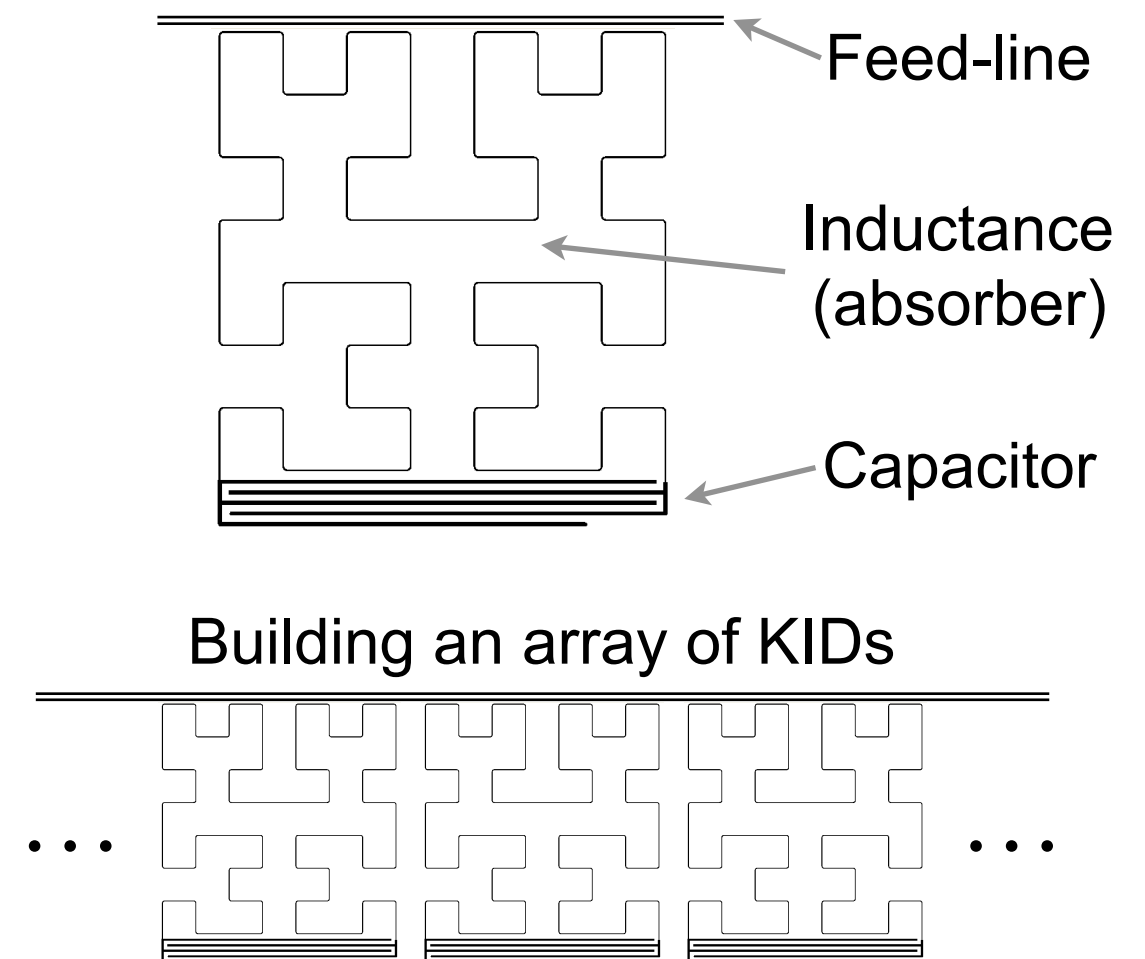 Feed-line
Inductance
(absorber)
Capacitor
Building an array of KIDs